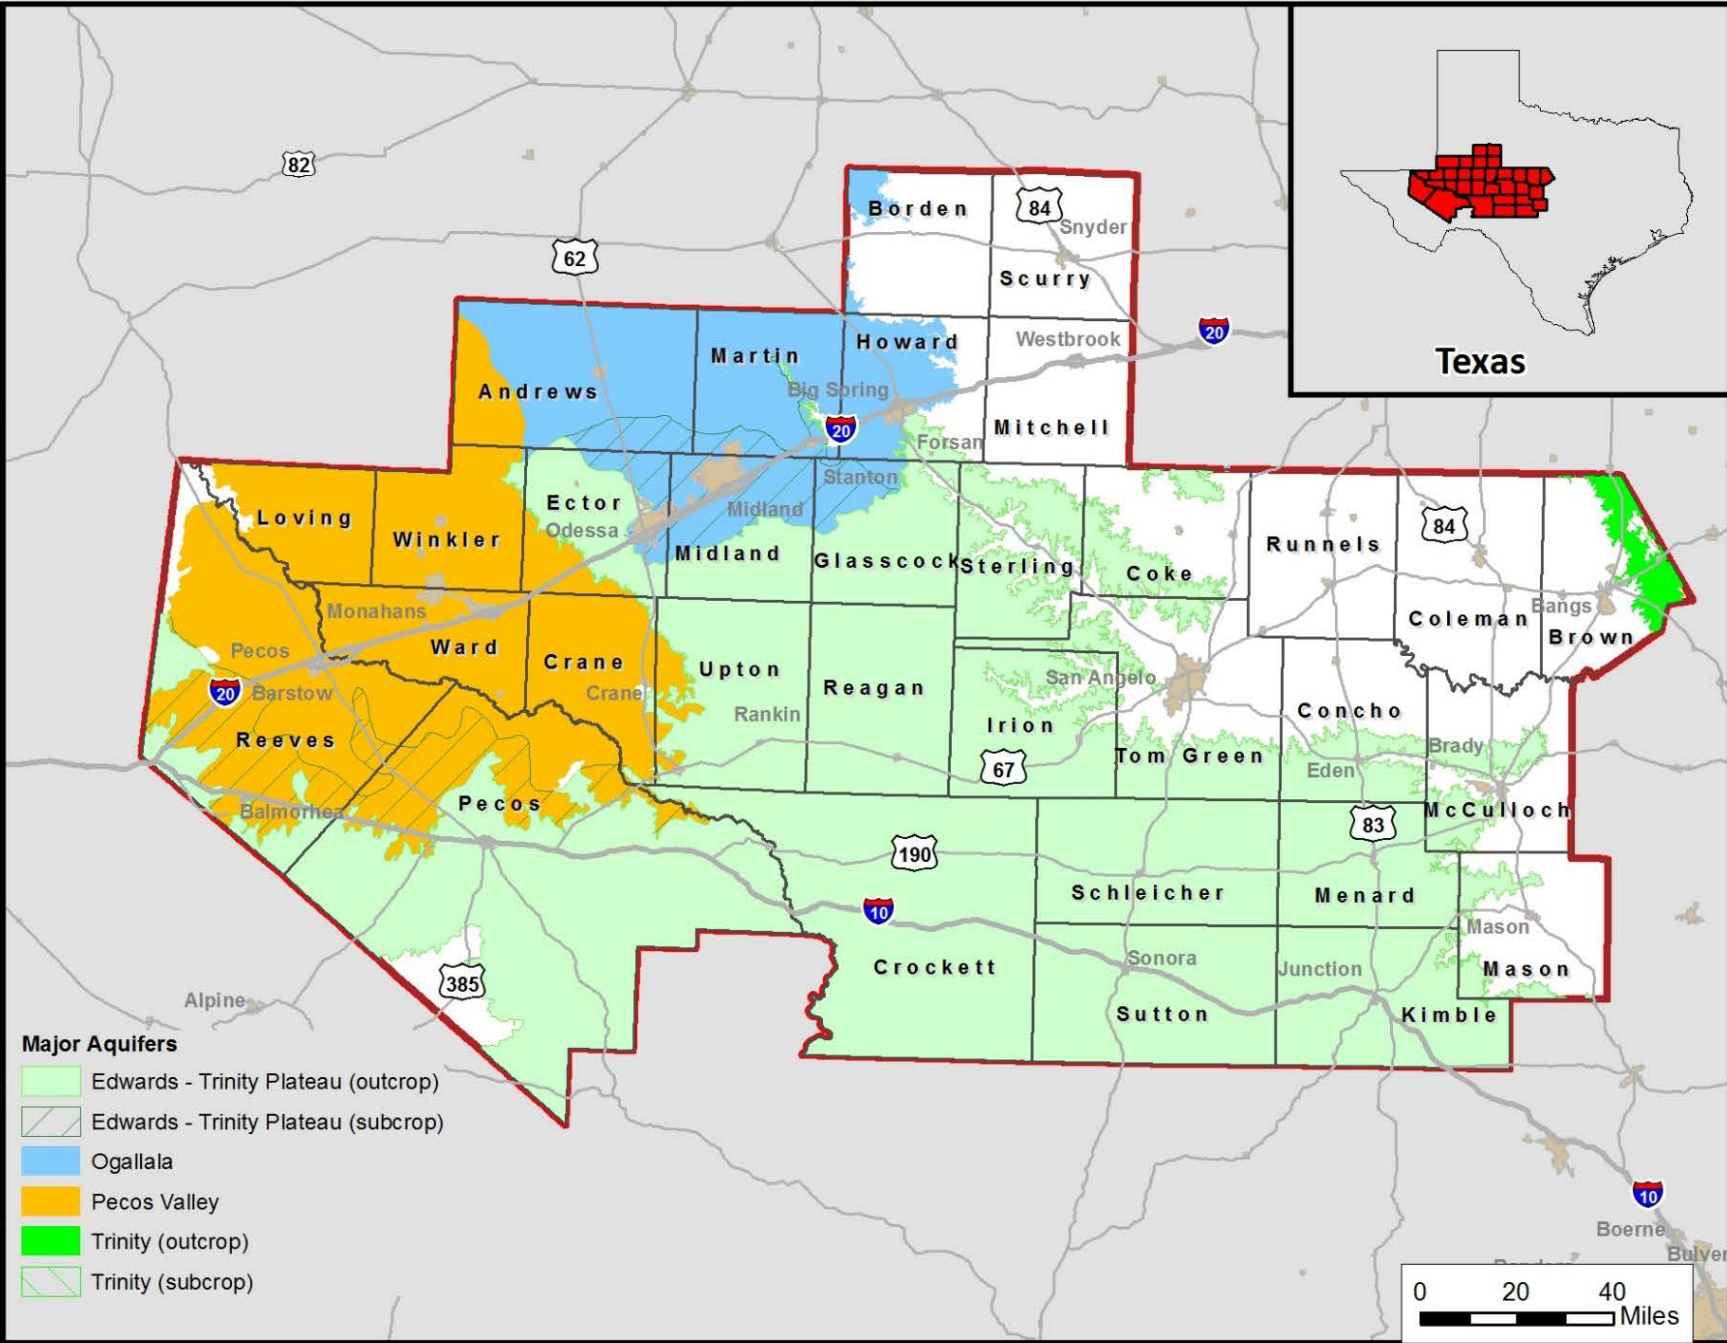 82
Borden
84
Snyder
62
Scurry
Texas
Martin
Howard
Westbrook
20
Andrews
Big Spring
20
Mitchell
Forsan
Stanton
Loving
Ector
Winkler
Odessa
Midland
Midland
Glasscock
Sterling
Coke
Runnels
84
Monahans
Coleman
Bangs
Brown
Pecos
Ward
Crane
Upton
Reagan
San Angelo
20
Barstow
Crane
Rankin
Irion
Concho
Reeves
67
Tom Green
Eden
Brady
Balmorhea
Pecos
McCulloch
83
190
Schleicher
Menard
10
Mason
Crockett
Sonora
Junction
Mason
385
Alpine
Sutton
Kimble
Major Aquifers
Edwards - Trinity Plateau (outcrop)
Edwards - Trinity Plateau (subcrop)
Ogallala
Pecos Valley
Trinity (outcrop)
Trinity (subcrop)
10
Boerne
Bulver
0 20 40
Miles